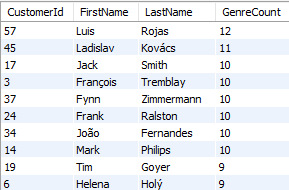 CustomerId FirstName LastName GenreCount
57 Luis Rojas 12
45 Ladislav Kovács 11
17 Jack Smith 10
3 François Tremblay 10
37 Fynn Zimmermann 10
24 Frank Ralston 10
34 João Fernandes 10
14 Mark Philips 10
19 Tim Goyer 9
6 Helena Holý 9